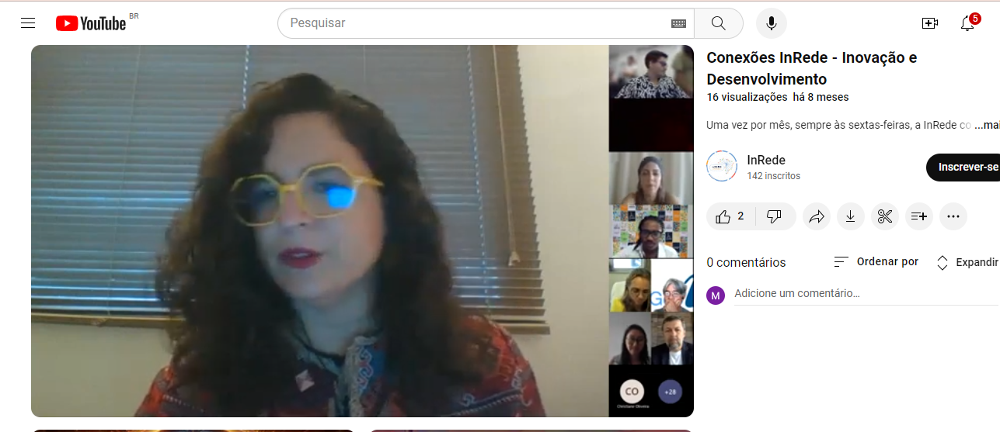 YouTube BR
Pesquisar
5
Conexões InRede - Inovação e
Desenvolvimento
16 visualizações há 8 meses
Uma vez por mês, sempre às sextas-feiras, a InRede co ...mai
InRede
142 inscritos
Inscrever-se
2
0 comentários
Ordenar por
Expandir
M
Adicione um comentário...
G
CO
+28
Christiane Oliveira